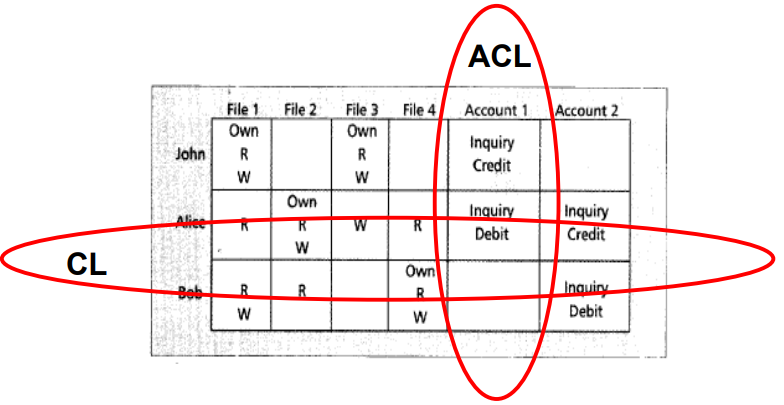 ACL
File 1 File 2 File 3 File 4 Account 1 Account 2
John
Own
R
W
Own
R
W
Inquiry
Credit
Alice
R
Own
R
W
W
R
Inquiry
Debit
Inquiry
Credit
CL
Bob
R
W
R
Own
R
W
Inquiry
Debit